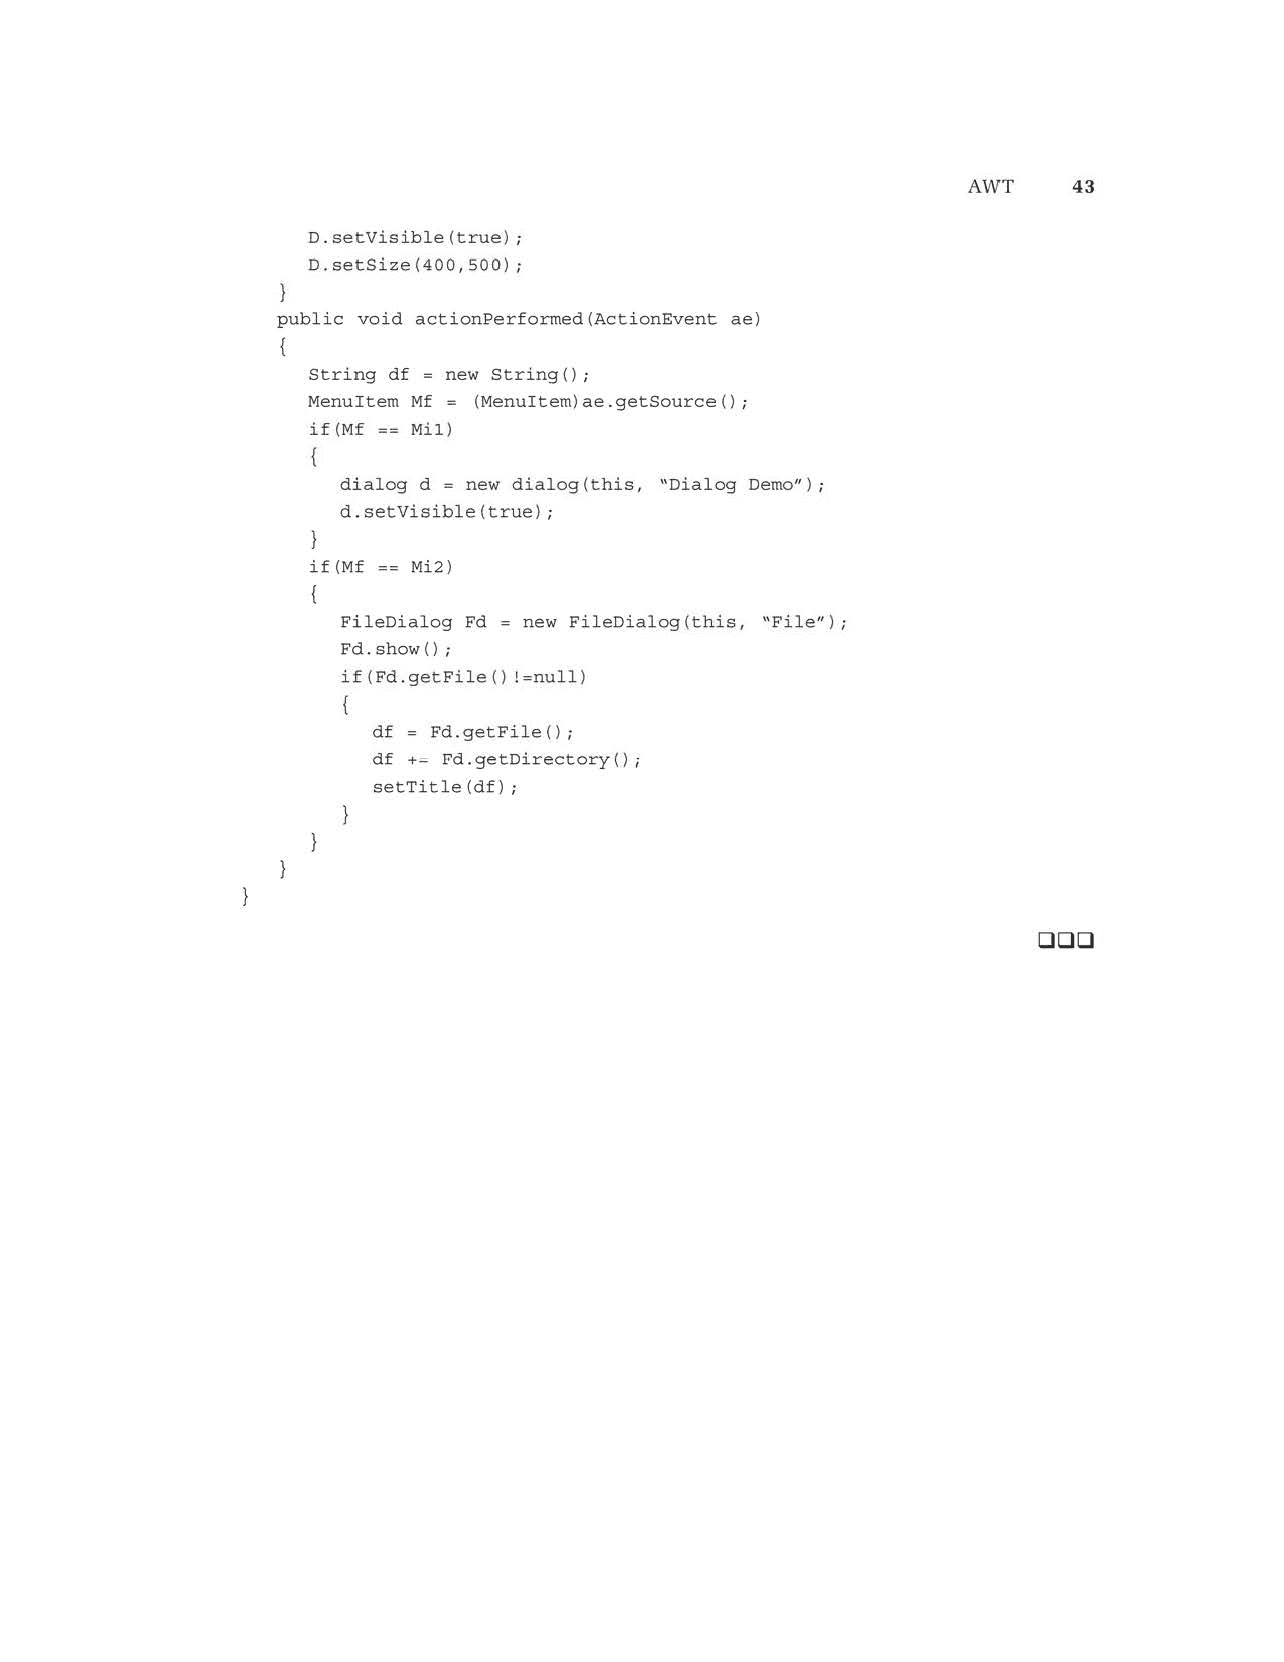 AWT 43
D.setVisible(true);
D.setSize(400,500);
}
public void actionPerformed(ActionEvent ae)
{
String df = new String();
MenuItem Mf = (MenuItem)ae.getSource();
if(Mf == Mi1)
{
dialog d = new dialog(this, “Dialog Demo”);
d.setVisible(true);
}
if(Mf == Mi2)
{
FileDialog Fd = new FileDialog(this, “File”);
Fd.show();
if(Fd.getFile()!=null)
{
df = Fd.getFile();
df += Fd.getDirectory();
setTitle(df);
}
}
}
}
❑❑❑